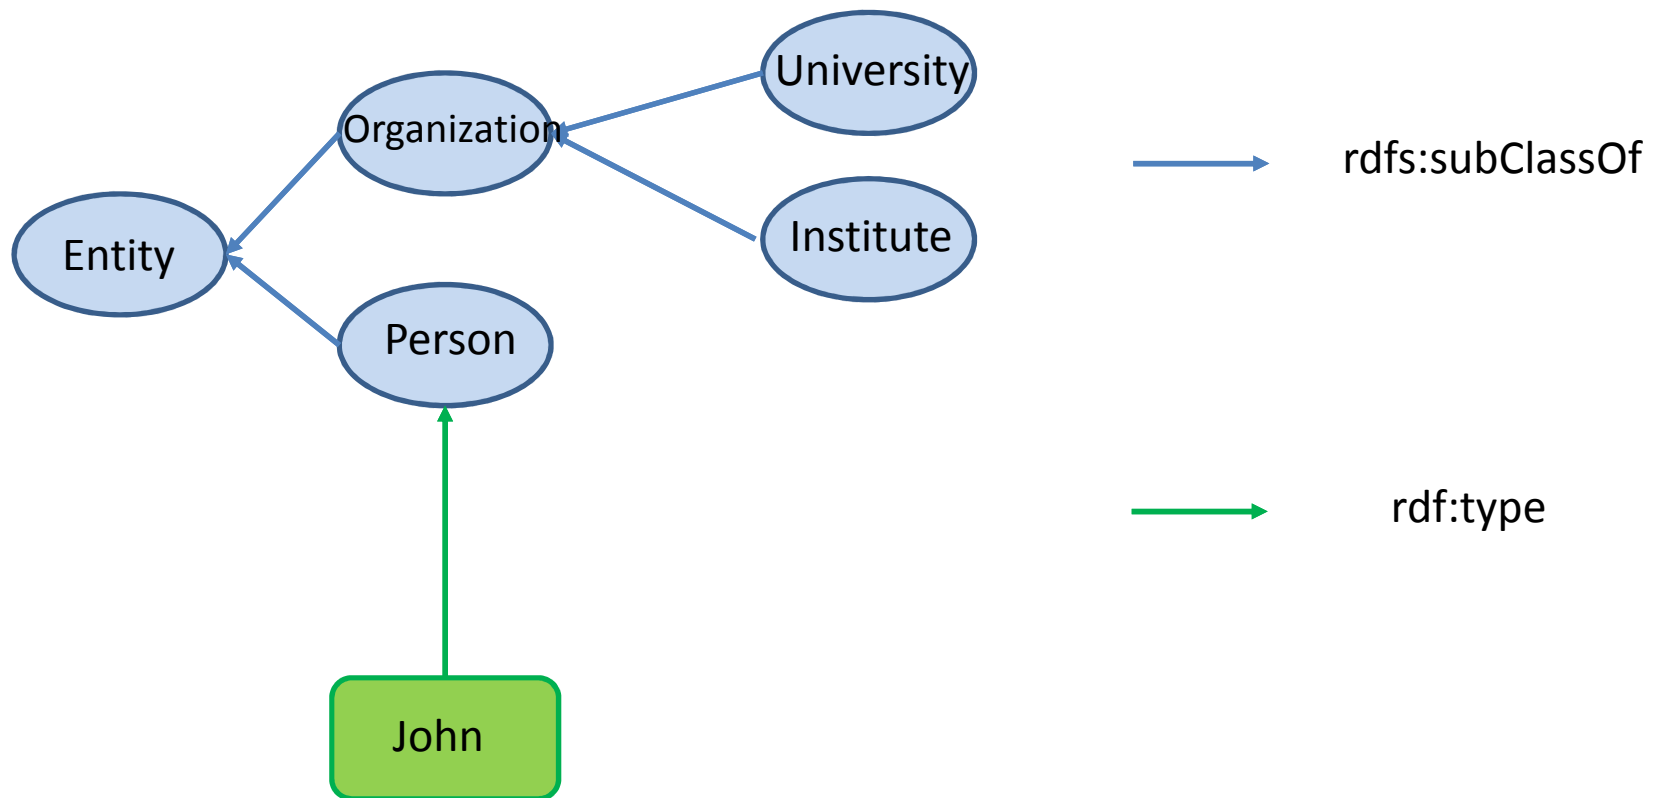 University
Organization
rdfs:subClassOf
Institute
Entity
Person
rdf:type
John